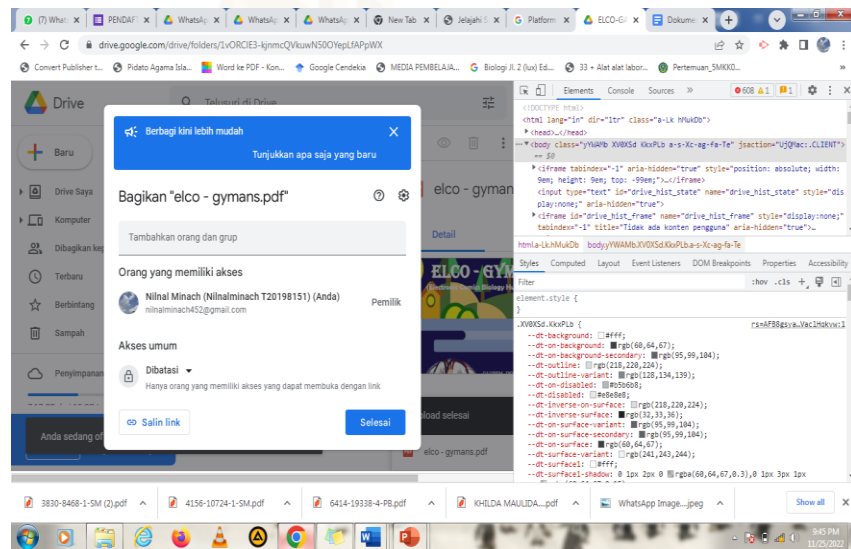 (7) What
PENDAFT
WhatsAp
WhatsAp
WhatsAp
New Tab
Jelajahi S
Platform
ELCO-GA
Dokume
drive.google.com/drive/folders/1vORCIE3-kjnmcQVkuwN50OYepLfAPpWX
Convert Publisher t...
Pidato Agama Isla...
Word ke PDF - Kon...
Google Cendekia
MEDIA PEMBELAJA...
Biologi Jl. 2 (lux) Ed...
33 + Alat alat labor...
Pertemuan_5MKK0...
»
Drive
Telusuri di Drive
Baru
Drive Saya
Komputer
Dibagikan kep
Terbaru
Berbintang
Sampah
Penyimpanan
Anda sedang of
Berbagi kini lebih mudah
X
Tunjukkan apa saja yang baru
Bagikan "elco - gymans.pdf"
Tambahkan orang dan grup
Orang yang memiliki akses
Nilnal Minach (Nilnalminach T20198151) (Anda)
nilnalminach452@gmail.com
Pemilik
Akses umum
Dibatasi
Hanya orang yang memiliki akses yang dapat membuka dengan link
Salin link
Selesai
elco - gyman
Detail
ELCO - GYM
pload selesai
elco - gymans.pdf
Elements Console Sources » 608 1 1
<!DOCTYPE html>
<html lang="in" dir="ltr" class="a-Lk hMukDb">
<head>…</head>
<body class="yYWAMb XV0XSd KkxPLb a-s-Xc-ag-fa-Te" jsaction="UjQMac:.CLIENT">
== $0
<iframe tabindex="-1" aria-hidden="true" style="position: absolute; width:
9em; height: 9em; top: -99em;">…</iframe>
<input type="text" id="drive_hist_state" name="drive_hist_state" style="dis
play:none;" aria-hidden="true">
<iframe id="drive_hist_frame" name="drive_hist_frame" style="display:none;"
tabindex="-1" title="Tidak ada konten pengguna" aria-hidden="true">…
html.a-Lk.hMukDb body.yYWAMb.XV0XSd.KkxPLb.a-s-Xc-ag-fa-Te
Styles Computed Layout Event Listeners DOM Breakpoints Properties Accessibility
Filter
:hov .cls +
element.style {
}
.XV0XSd.KkxPLb {
--dt-background: #fff;
--dt-on-background: rgb(60,64,67);
--dt-on-background-secondary: rgb(95,99,104);
--dt-outline: rgb(218,220,224);
--dt-outline-variant: rgb(128,134,139);
--dt-on-disabled: #b5b6b8;
--dt-disabled: #e8e8e8;
--dt-inverse-on-surface: rgb(218,220,224);
--dt-inverse-surface: rgb(32,33,36);
--dt-on-surface-variant: rgb(95,99,104);
--dt-on-surface-secondary: rgb(95,99,104);
--dt-on-surface: rgb(60,64,67);
--dt-surface-variant: rgb(241,243,244);
--dt-surface1: #fff;
--dt-surface1-shadow: 0 1px 2px 0 rgba(60,64,67,0.3),0 1px 3px 1px
3830-8468-1-SM (2).pdf
4156-10724-1-SM.pdf
6414-19338-4-PB.pdf
KHILDA MAULIDA....pdf
WhatsApp Image....jpeg
Show all
X
9:45 PM
11/25/2022